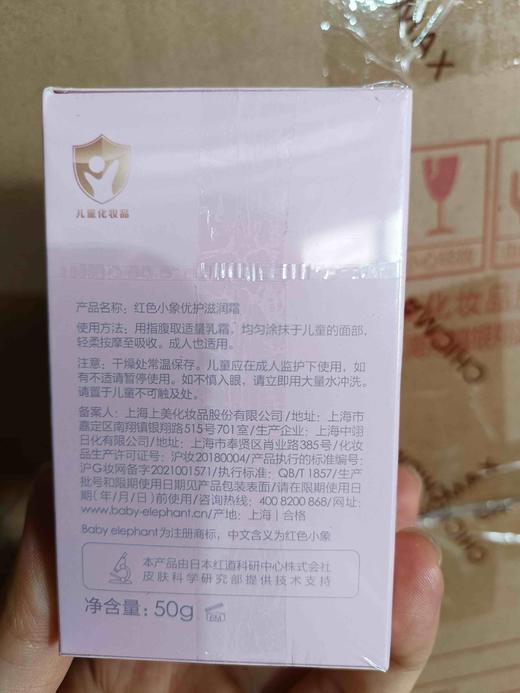 儿童化妆品
产品名称：红色小象优护滋润霜
使用方法：用指腹取适量乳霜，均匀涂抹于儿童的面部，
轻柔按摩至吸收。成人也适用。
注意：干燥处常温保存。儿童应在成人监护下使用，如
有不适请暂停使用。如不慎入眼，请立即用大量水冲洗。
请置于儿童不可触及处。
备案人：上海上美化妆品股份有限公司/地址：上海市
嘉定区南翔镇银翔路515号701室/生产企业：上海中翊
日化有限公司/地址：上海市奉贤区肖业路385号/化妆
品生产许可证号：沪妆20180004/产品执行的标准编号：
沪G妆网备字2021001571/执行标准：QB/T 1857/生产
批号和限期使用日期见产品包装表面/请在限期使用日
期(年/月/日)前使用/咨询热线：400 8200 868/网址：
www.baby-elephant.cn/产地：上海|合格
Baby elephant为注册商标，中文含义为红色小象
本产品由日本红道科研中心株式会社
皮肤科学研究部提供技术支持
净含量：50g
6M
CHICMAX